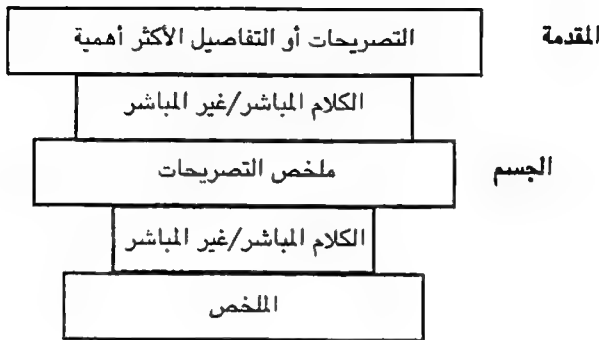 المقدمة
التصريحات أو التفاصيل الأكثر أهمية
الكلام المباشر/غير المباشر
الجسم
ملخص التصريحات
الكلام المباشر/غير المباشر
الملخص